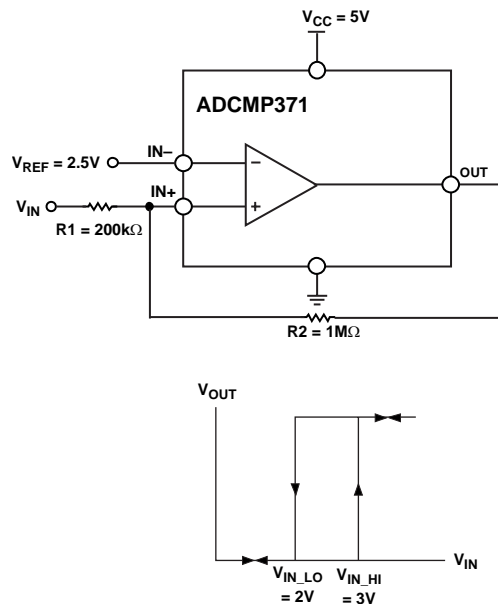 V_CC = 5V
ADCMP371
IN–
V_REF = 2.5V
OUT
IN+
V_IN
R1 = 200kΩ
R2 = 1MΩ
V_OUT
V_IN
V_IN_LO = 2V
V_IN_HI = 3V